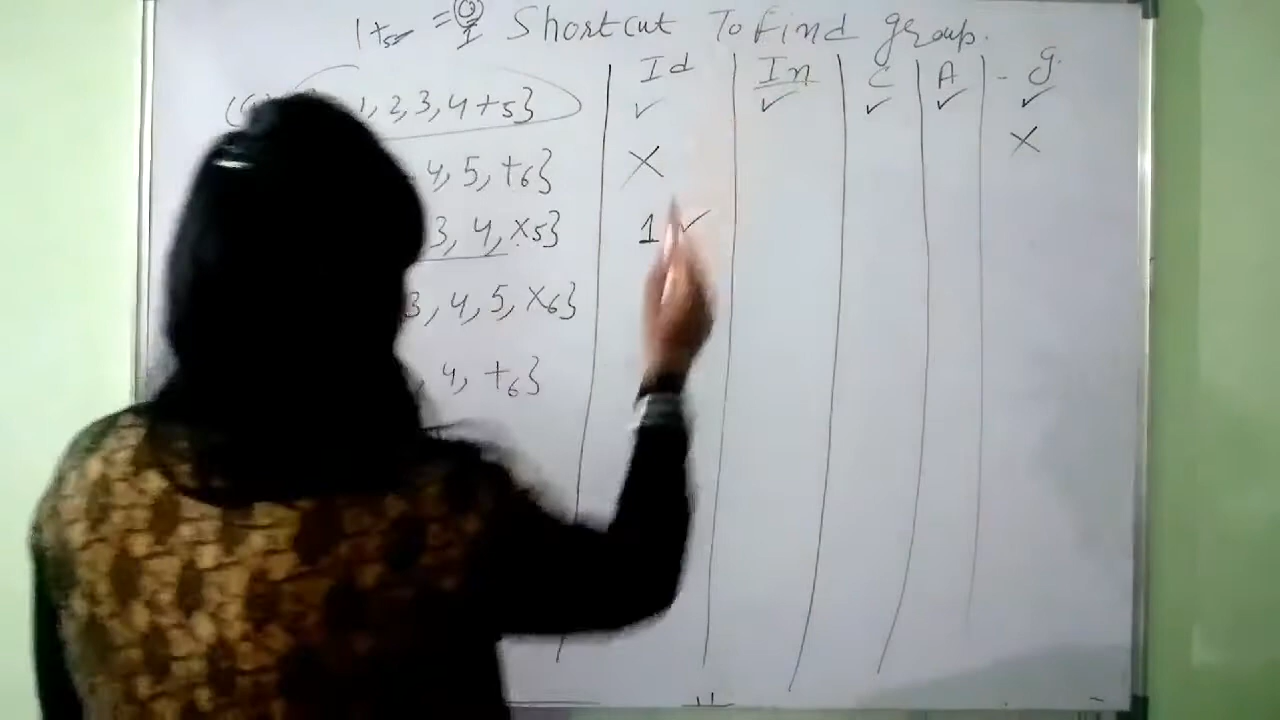 1 +5 = Shortcut To find group.
Id In C A g.
1, 2, 3, 4 +5} ✓ ✓ ✓ ✓ ✓
4, 5, +6} X X
3, 4, ×5} 1 ✓
3, 4, 5, ×6}
, 4, +6}